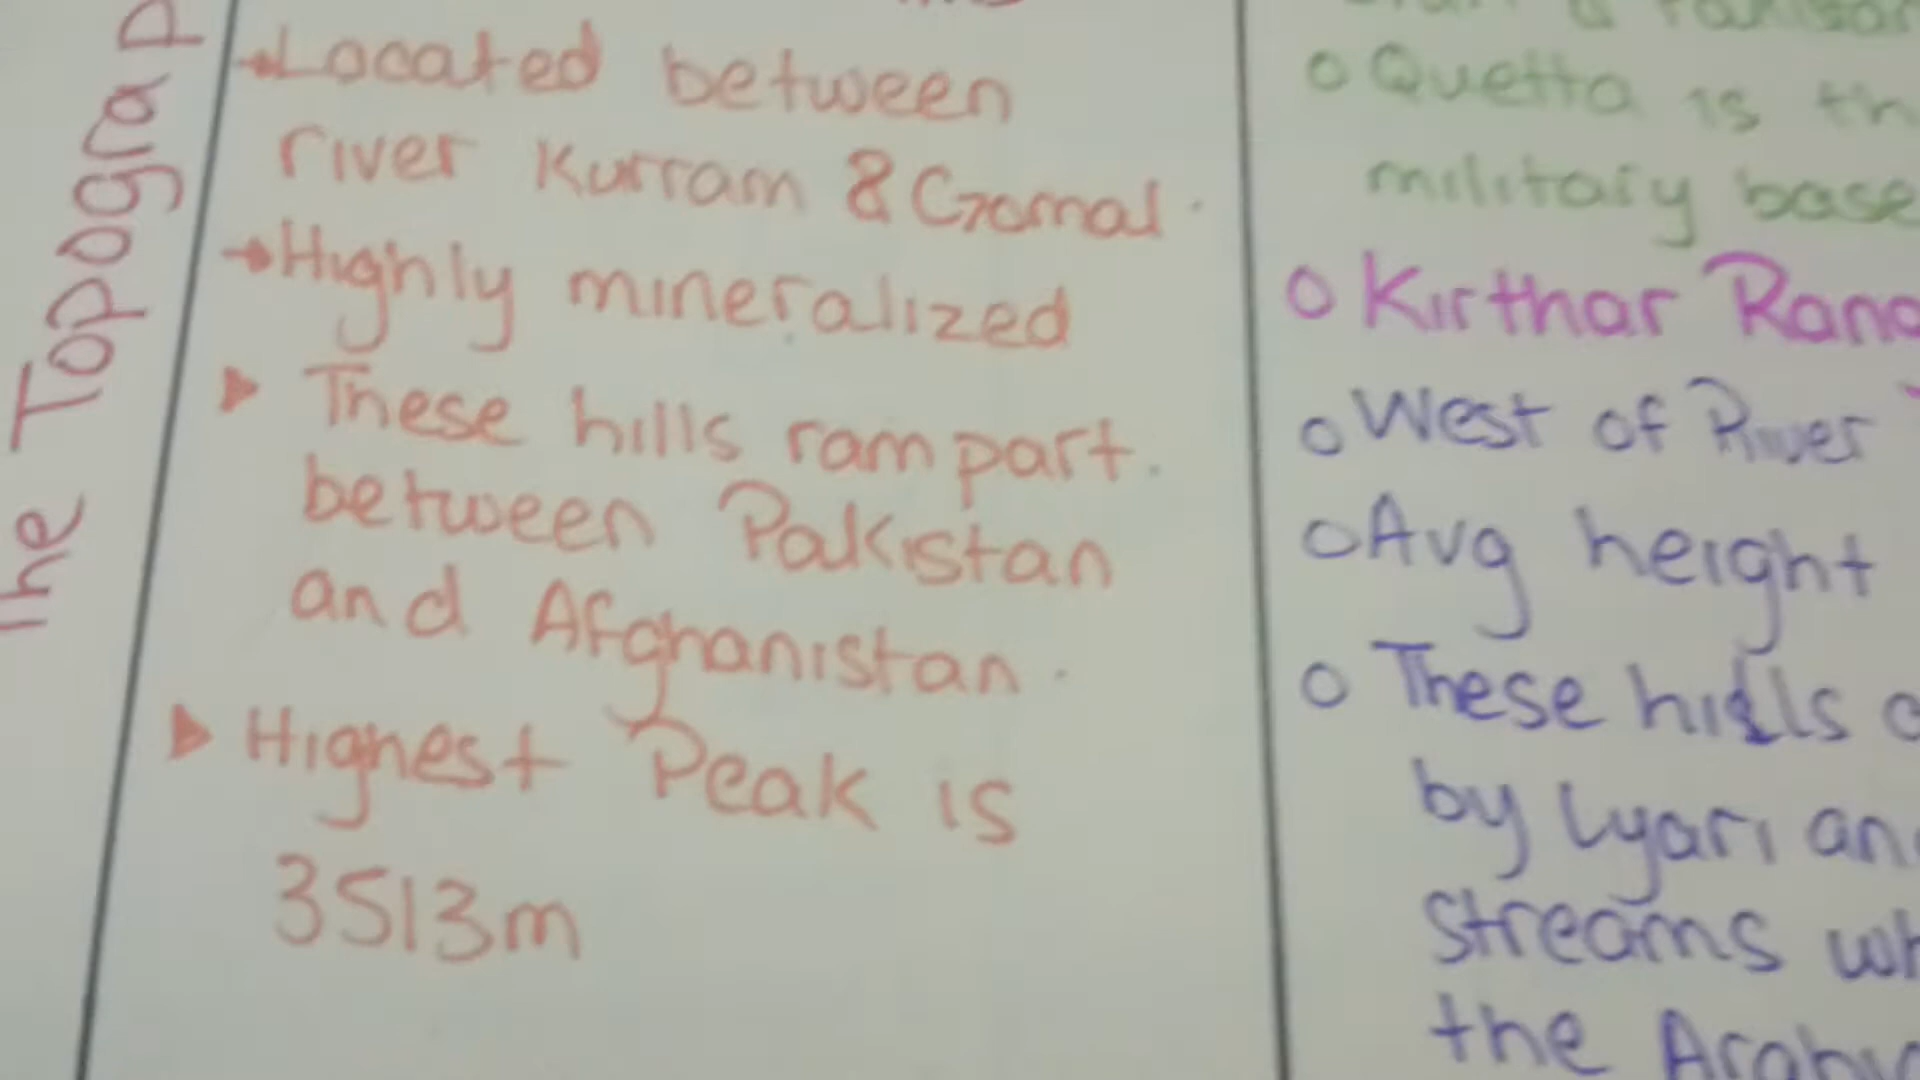 The Topograp
→Located between
river Kurram & Gomal.
→Highly mineralized
These hills rampart.
between Pakistan
and Afghanistan.
Highest Peak is
3513m
Quetta is th
military base
Kirthar Rang
West of River
Avg height
These hills
by Lyari an
streams wh
the Arabi